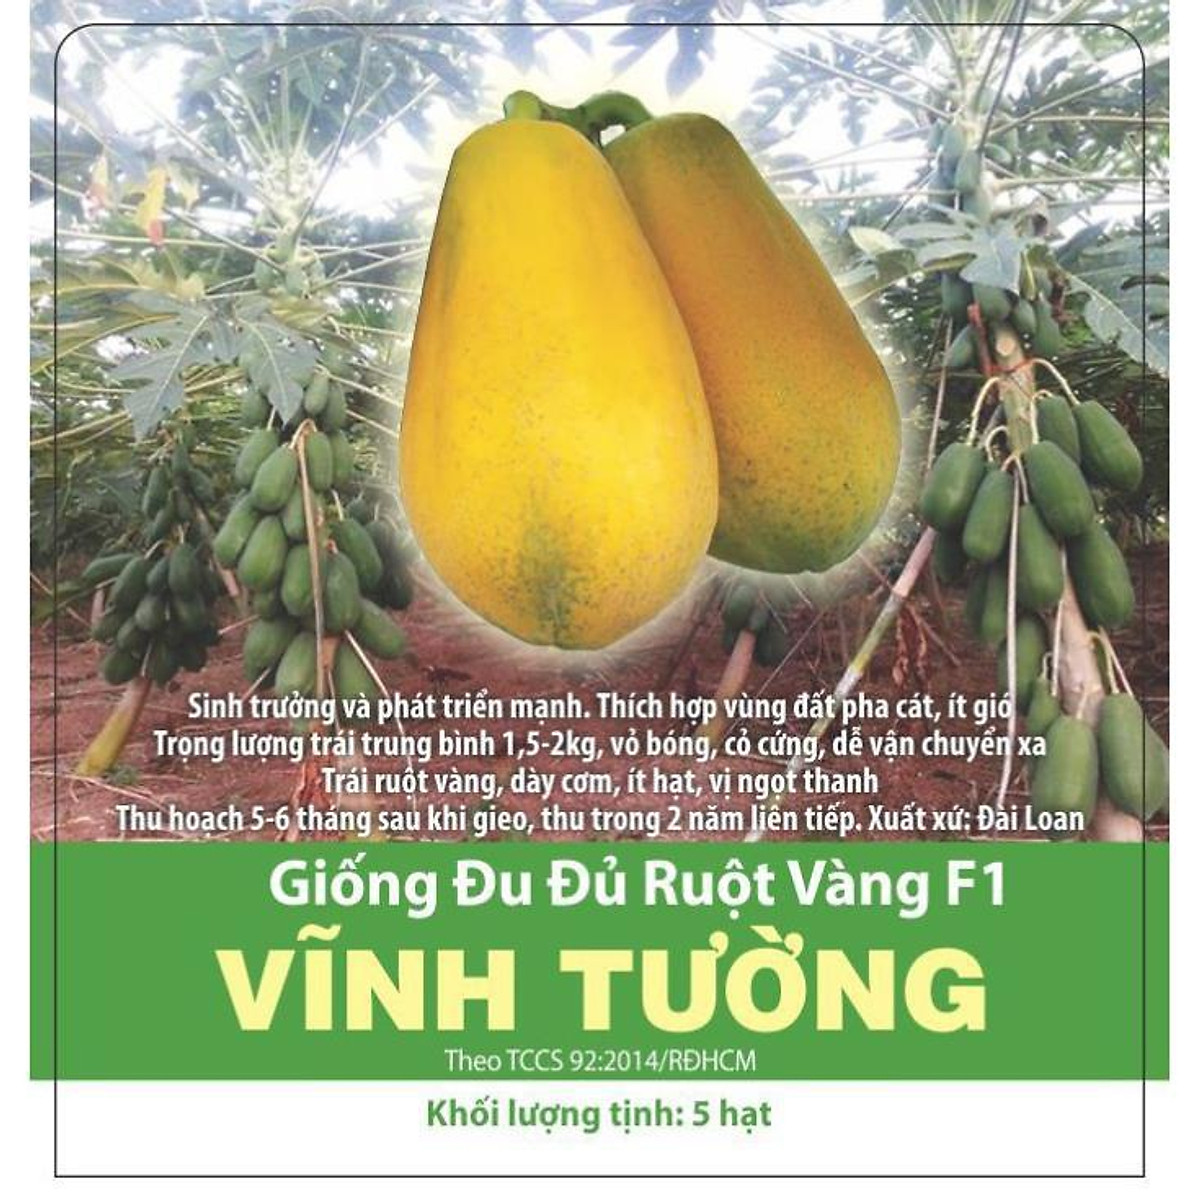 Sinh trưởng và phát triển mạnh. Thích hợp vùng đất pha cát, ít gió
Trọng lượng trái trung bình 1,5-2kg, vỏ bóng, cỏ cứng, dễ vận chuyển xa
Trái ruột vàng, dày cơm, ít hạt, vị ngọt thanh
Thu hoạch 5-6 tháng sau khi gieo, thu trong 2 năm liên tiếp. Xuất xứ: Đài Loan
Giống Đu Đủ Ruột Vàng F1
VĨNH TƯỜNG
Theo TCCS 92:2014/RĐHCM
Khối lượng tịnh: 5 hạt